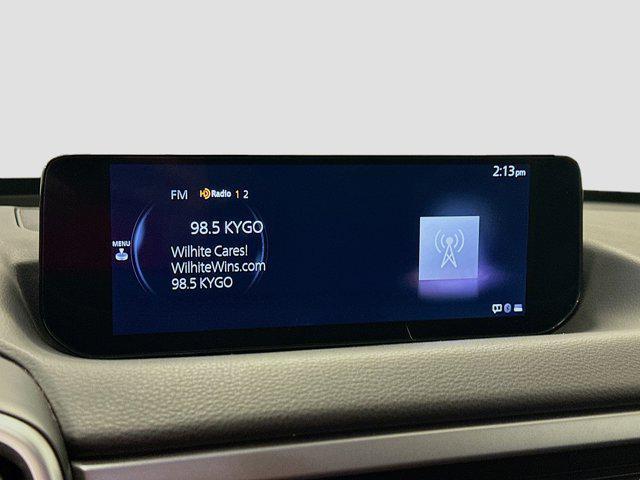 2:13pm
FM HD Radio 1 2
98.5 KYGO
MENU
Wilhite Cares!
WilhiteWins.com
98.5 KYGO